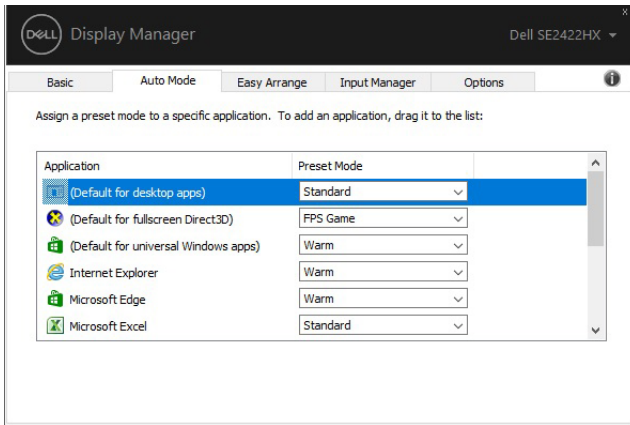 x
DELL Display Manager Dell SE2422HX
Basic Auto Mode Easy Arrange Input Manager Options
Assign a preset mode to a specific application. To add an application, drag it to the list:
Application Preset Mode
(Default for desktop apps) Standard
(Default for fullscreen Direct3D) FPS Game
(Default for universal Windows apps) Warm
Internet Explorer Warm
Microsoft Edge Warm
Microsoft Excel Standard